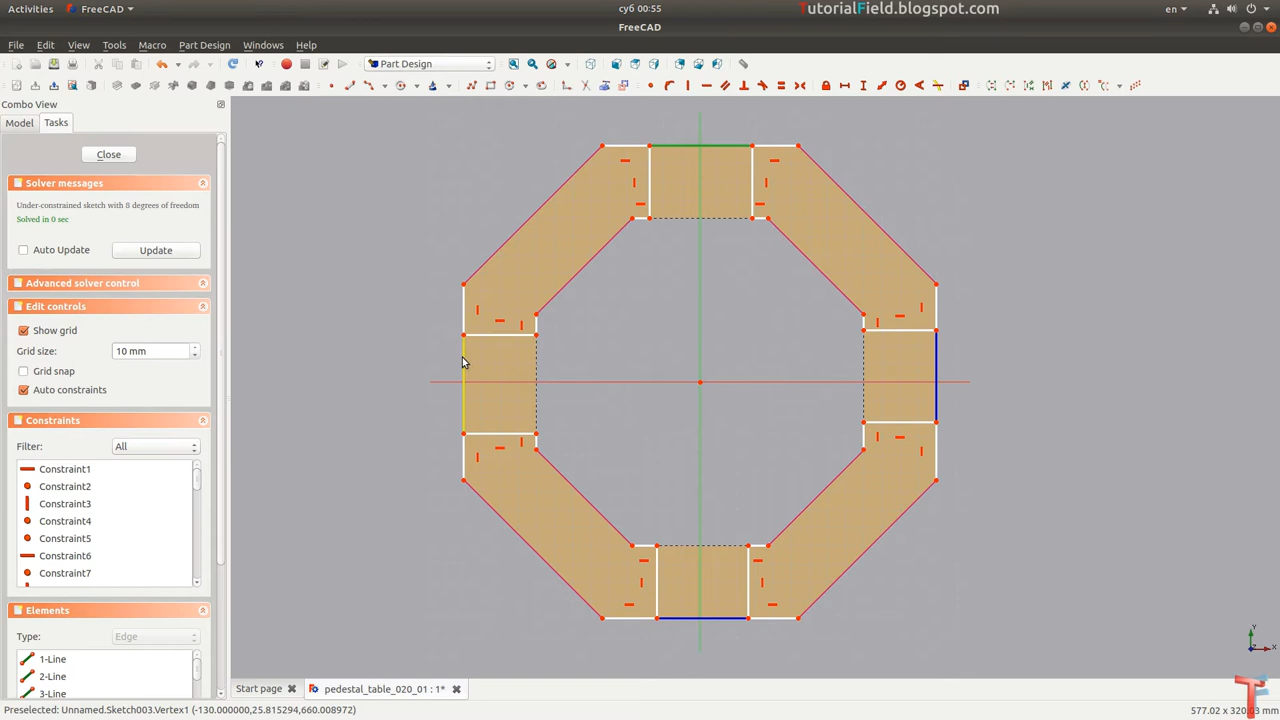 Activities FreeCAD суб 00:55 TutorialField.blogspot.com en
FreeCAD
File Edit View Tools Macro Part Design Windows Help
Part Design
Combo View
Model Tasks
Close
Solver messages
Under-constrained sketch with 8 degrees of freedom
Solved in 0 sec
Auto Update Update
Advanced solver control
Edit controls
Show grid
Grid size: 10 mm
Grid snap
Auto constraints
Constraints
Filter: All
Constraint1
Constraint2
Constraint3
Constraint4
Constraint5
Constraint6
Constraint7
Elements
Type: Edge
1-Line
2-Line
3-Line
Y
Z X
Start page pedestal_table_020_01 : 1*
Preselected: Unnamed.Sketch003.Vertex1 (-130.000000,25.815294,660.008972) 577.02 x 320.03 mm